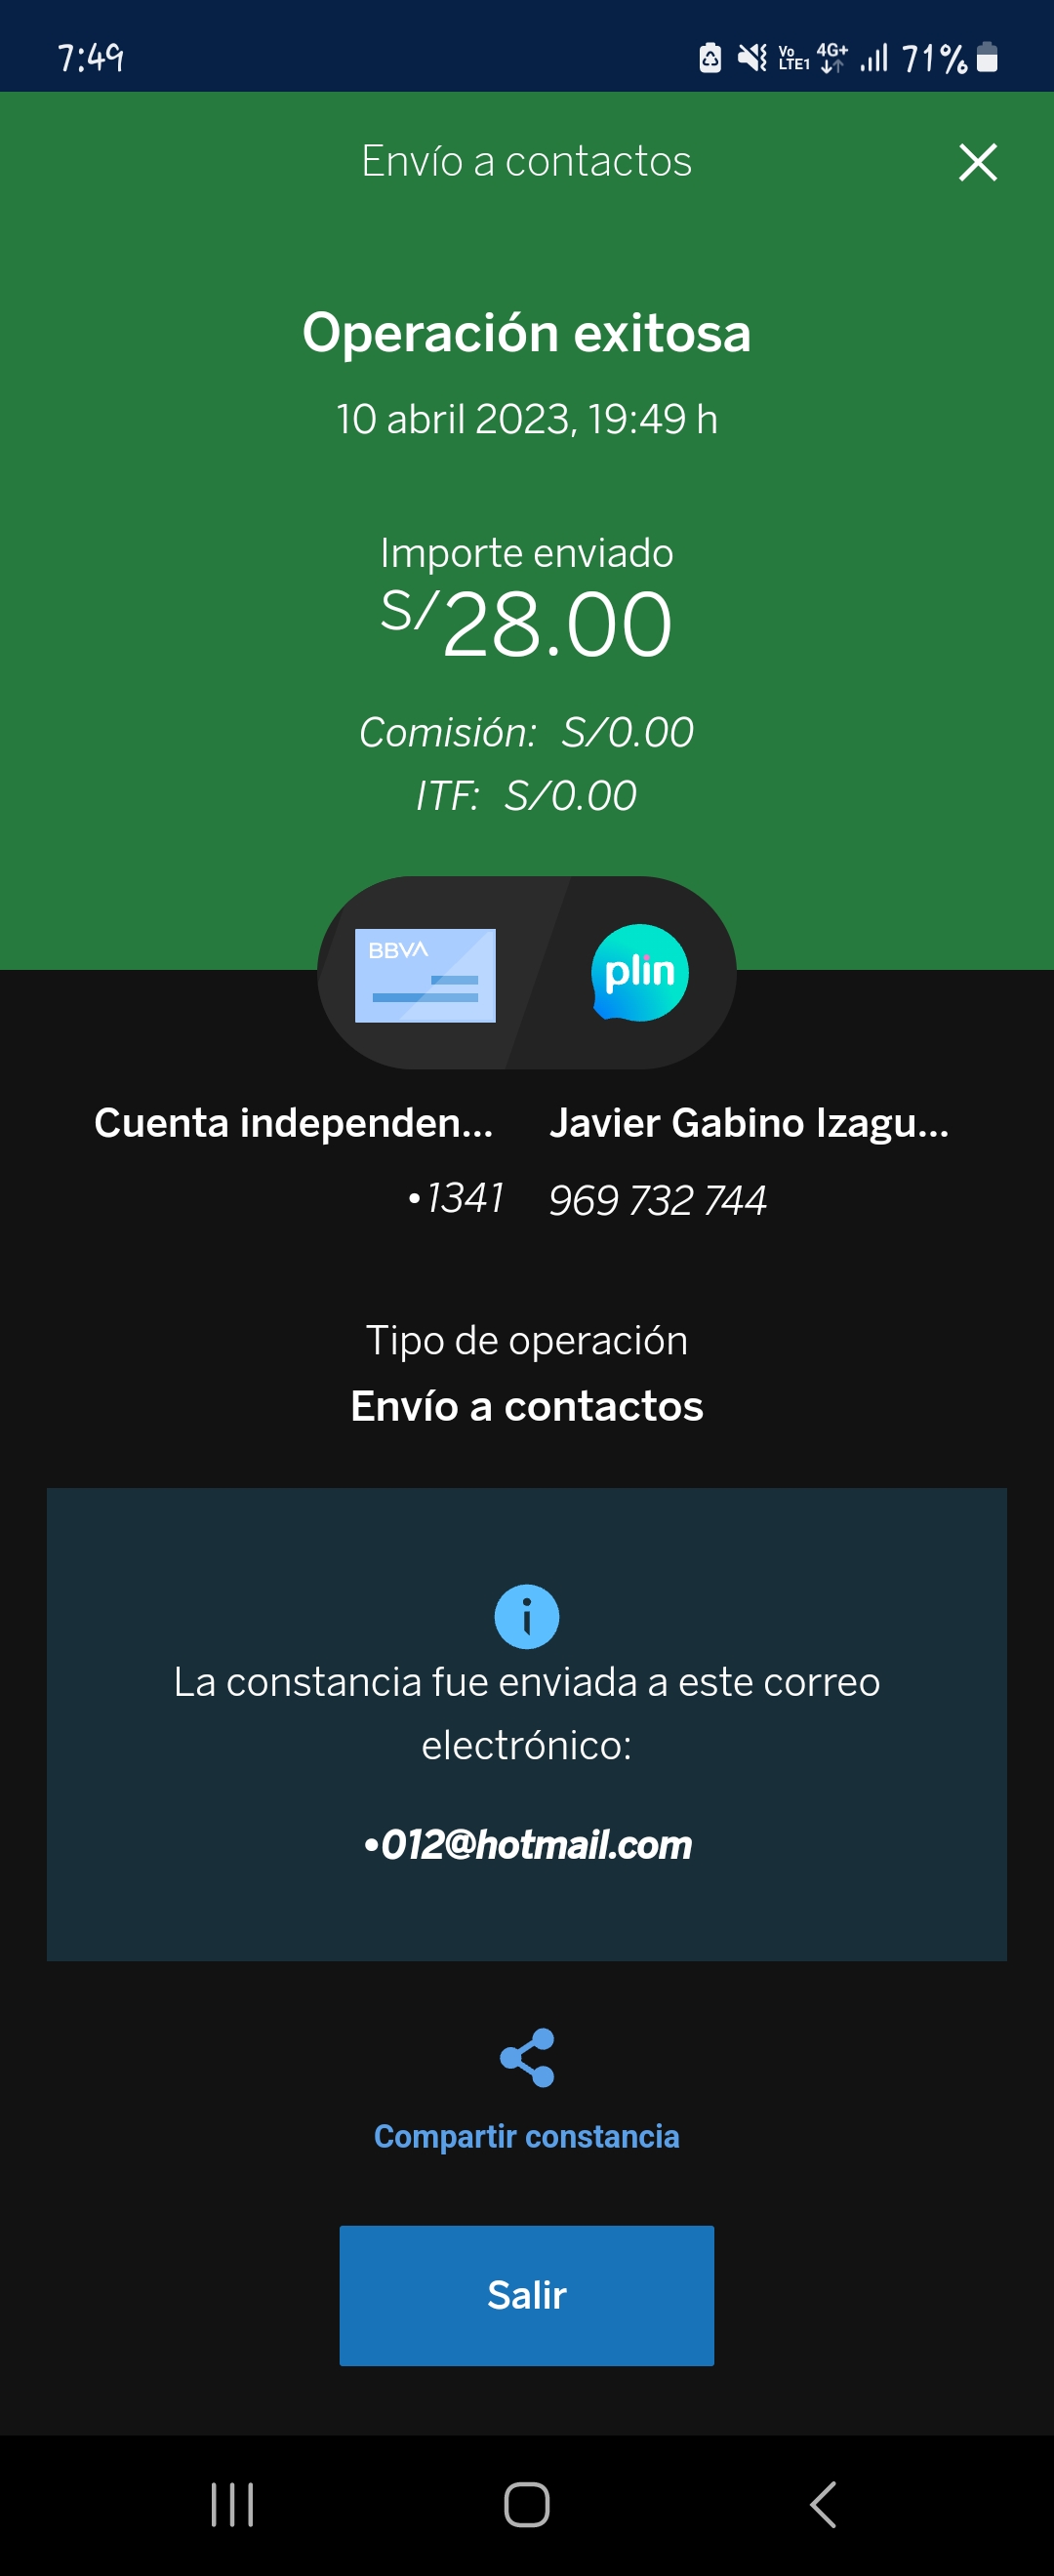 7:49
Vo LTE1 4G+ 71%
Envío a contactos
Operación exitosa
10 abril 2023, 19:49 h
Importe enviado
S/28.00
Comisión: S/0.00
ITF: S/0.00
BBVA plin
Cuenta independen... Javier Gabino Izagu...
•1341 969 732 744
Tipo de operación
Envío a contactos
La constancia fue enviada a este correo
electrónico:
•012@hotmail.com
Compartir constancia
Salir